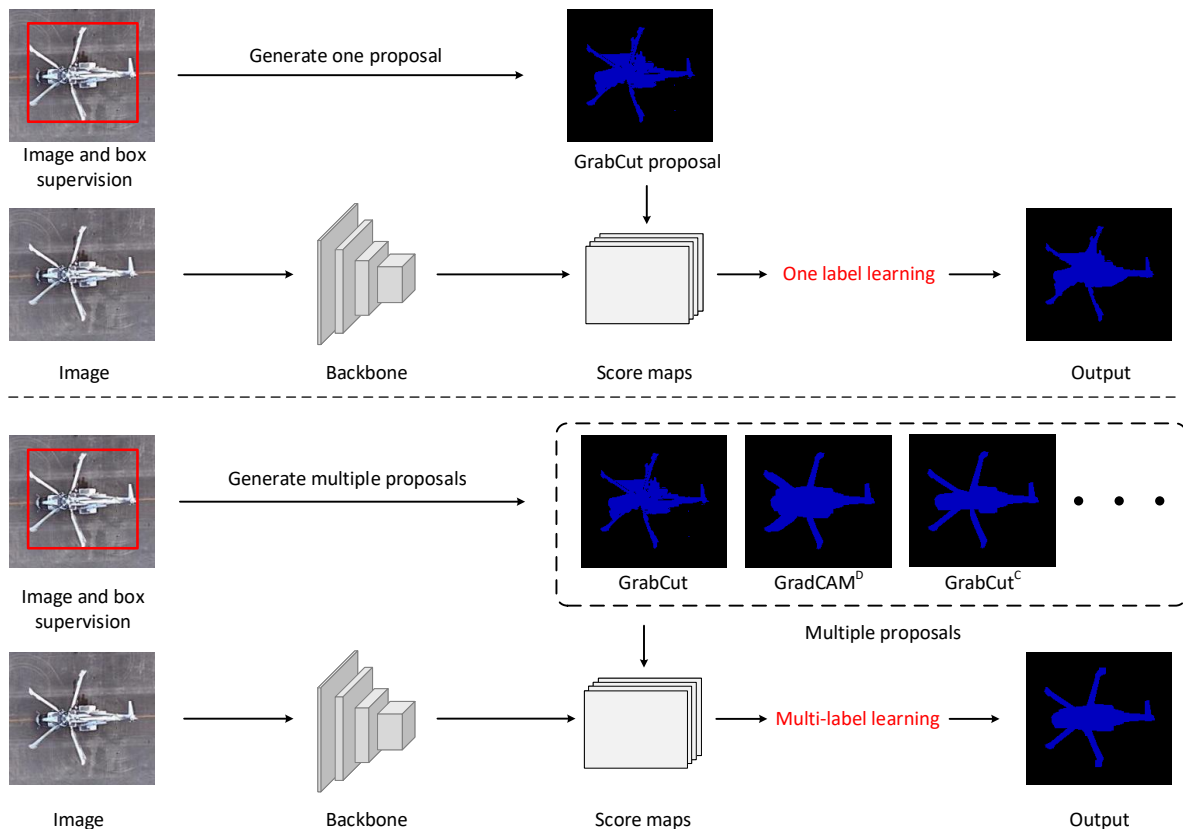 Generate one proposal
Image and box
supervision
GrabCut proposal
One label learning
Image
Backbone
Score maps
Output
Generate multiple proposals
GrabCut
GradCAM^D
GrabCut^C
Image and box
supervision
Multiple proposals
Multi-label learning
Image
Backbone
Score maps
Output